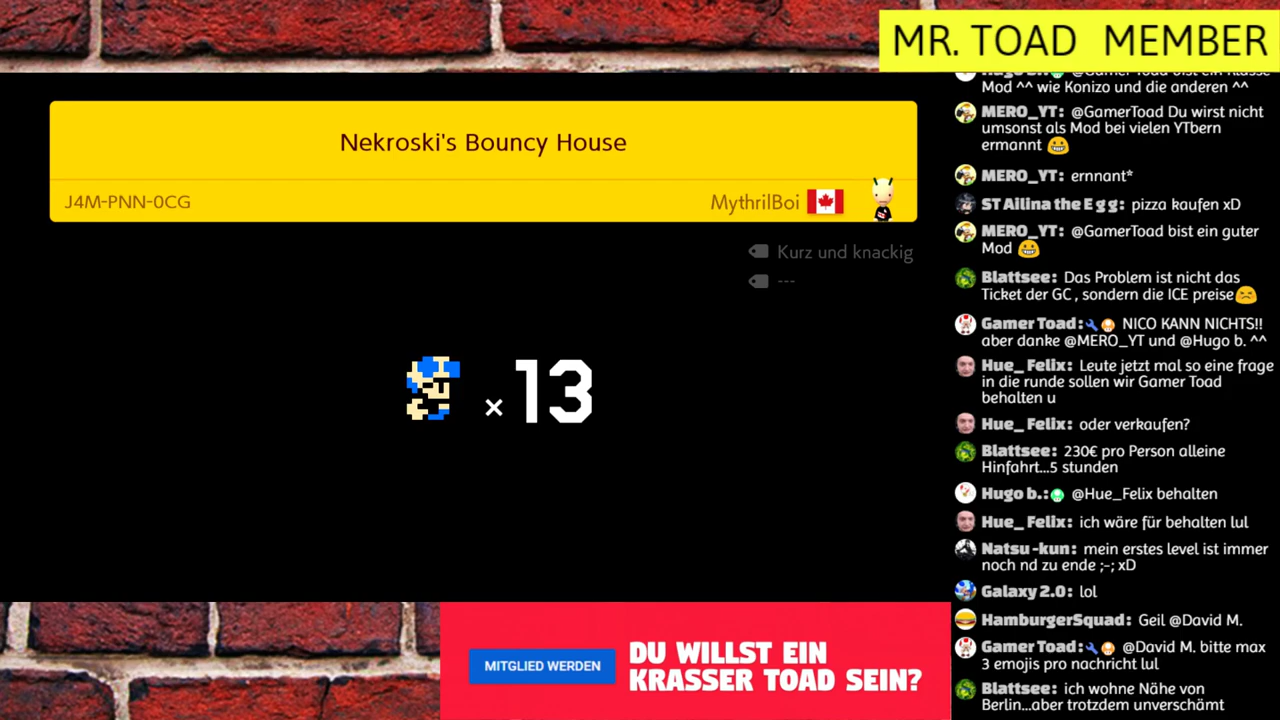 MR. TOAD MEMBER
Nekroski's Bouncy House
J4M-PNN-0CG
MythrilBoi
Kurz und knackig
---
× 13
MITGLIED WERDEN
DU WILLST EIN
KRASSER TOAD SEIN?
Mod ^^ wie Konizo und die anderen ^^
MERO_YT: @GamerToad Du wirst nicht
umsonst als Mod bei vielen YTbern
ermannt
MERO_YT: ernnant*
ST Ailina the E g g: pizza kaufen xD
MERO_YT: @GamerToad bist ein guter
Mod
Blattsee: Das Problem ist nicht das
Ticket der GC , sondern die ICE preise
Gamer Toad: NICO KANN NICHTS!!
aber danke @MERO_YT und @Hugo b. ^^
Hue_ Felix: Leute jetzt mal so eine frage
in die runde sollen wir Gamer Toad
behalten u
Hue_ Felix: oder verkaufen?
Blattsee: 230€ pro Person alleine
Hinfahrt...5 stunden
Hugo b.: @Hue_Felix behalten
Hue_ Felix: ich wäre für behalten lul
Natsu -kun: mein erstes level ist immer
noch nd zu ende ;-; xD
Galaxy 2.0: lol
HamburgerSquad: Geil @David M.
Gamer Toad: @David M. bitte max
3 emojis pro nachricht lul
Blattsee: ich wohne Nähe von
Berlin...aber trotzdem unverschämt